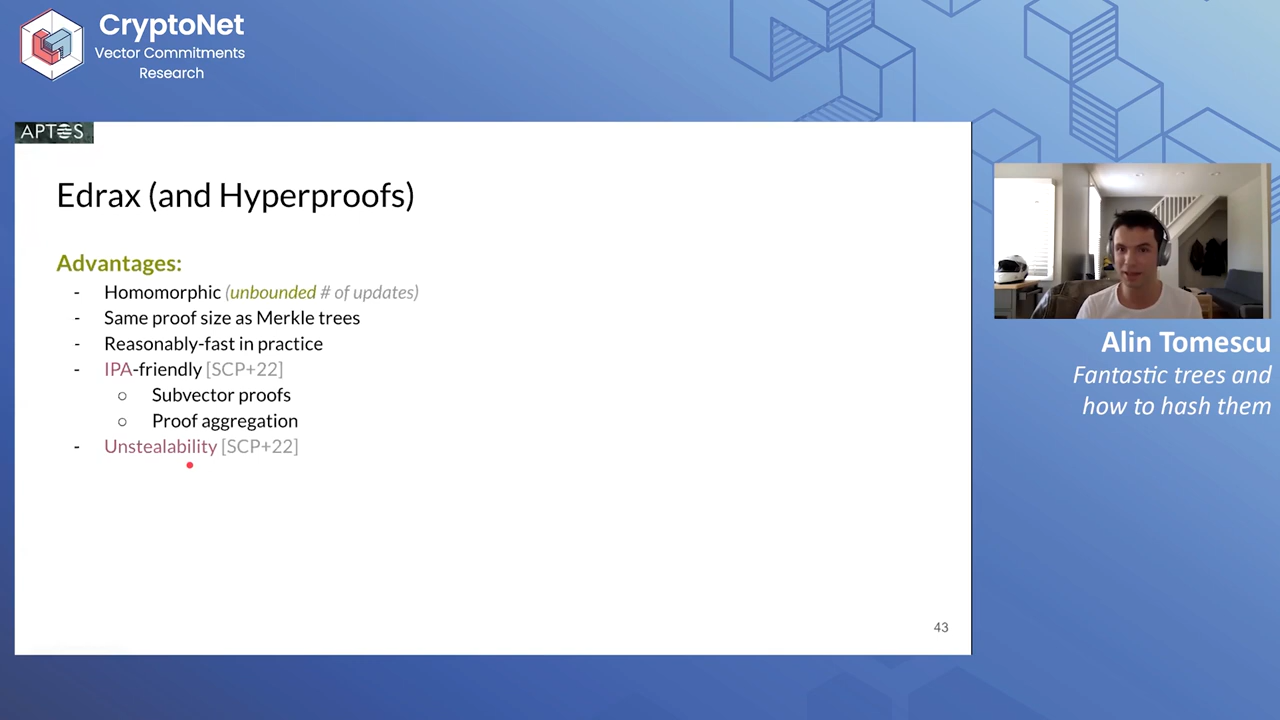 CryptoNet
Vector Commitments
Research
APTOS
Edrax (and Hyperproofs)
Advantages:
- Homomorphic (unbounded # of updates)
- Same proof size as Merkle trees
- Reasonably-fast in practice
- IPA-friendly [SCP+22]
○ Subvector proofs
○ Proof aggregation
- Unstealability [SCP+22]
43
Alin Tomescu
Fantastic trees and
how to hash them